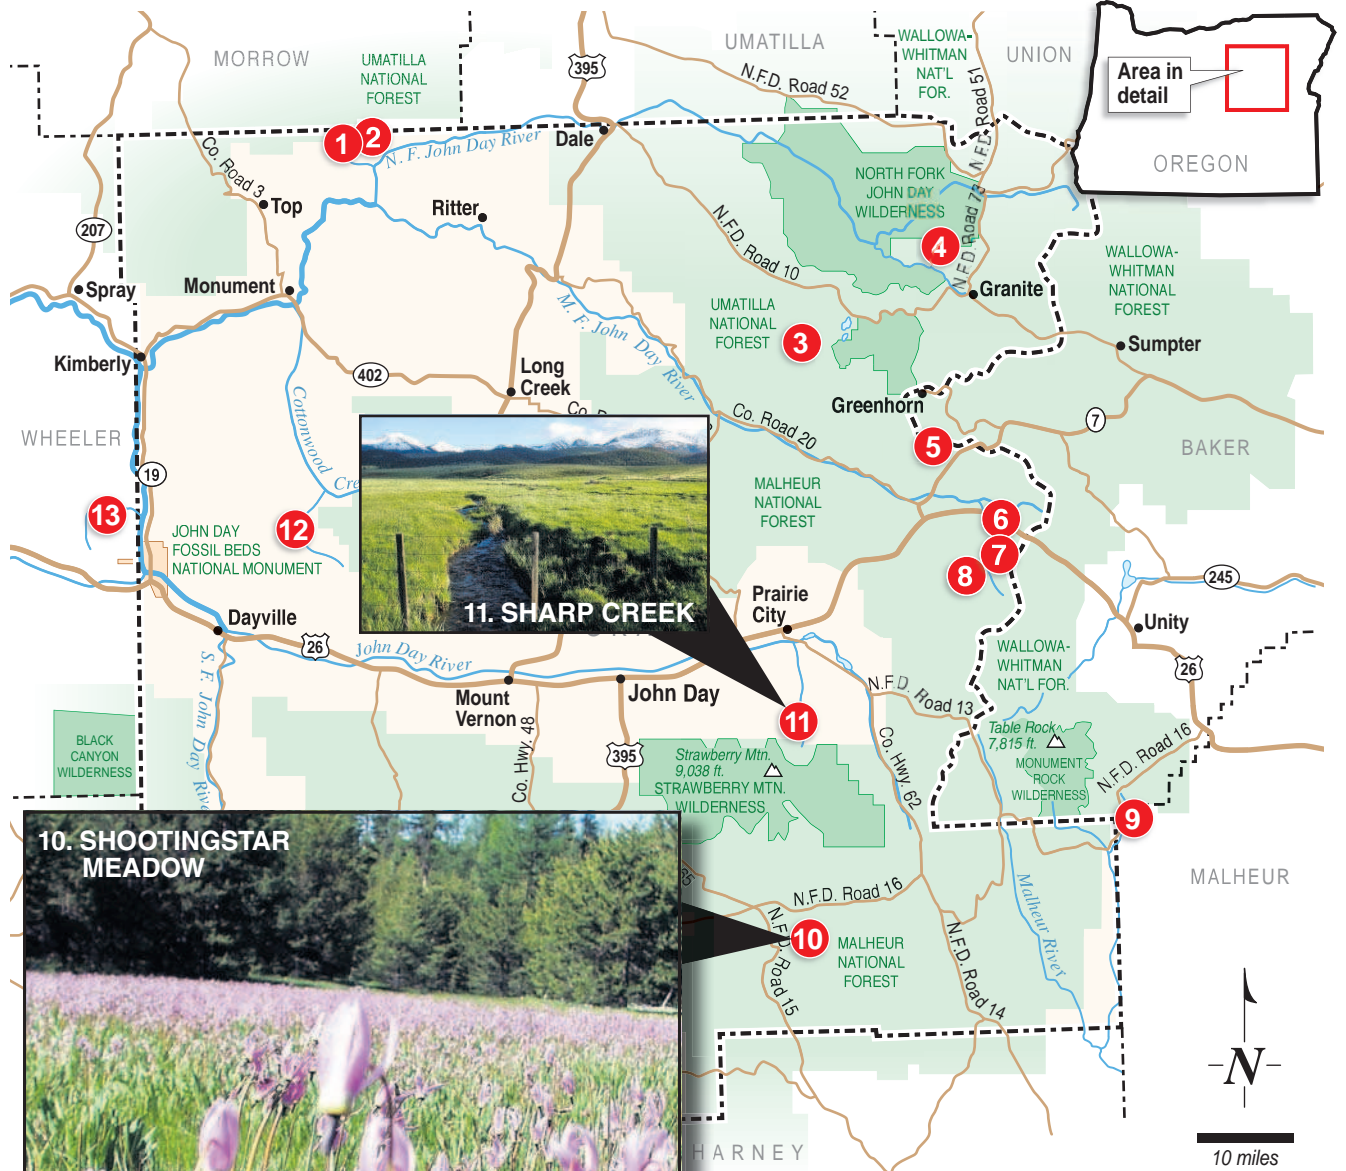 MORROW
UMATILLA
NATIONAL
FOREST
395
UMATILLA
WALLOWA-
WHITMAN
NAT'L
FOR.
UNION
N.F.D. Road 51
N.F.D. Road 52
Area in
detail
OREGON
1
2
N. F. John Day River
Dale
Co. Road 3
Top
Ritter
207
NORTH FORK
JOHN DAY
WILDERNESS
N.F.D. Road 73
4
N.F.D. Road 10
Granite
WALLOWA-
WHITMAN
NATIONAL
FOREST
Spray
Monument
M. F. John Day River
UMATILLA
NATIONAL
FOREST
3
Sumpter
Kimberly
402
Long
Creek
Greenhorn
Co. Road 20
7
WHEELER
Cottonwood Cre
5
BAKER
19
MALHEUR
NATIONAL
FOREST
13
12
6
7
8
JOHN DAY
FOSSIL BEDS
NATIONAL MONUMENT
11. SHARP CREEK
Prairie
City
245
Unity
Dayville
26
John Day River
S. F. John Day Rive
Mount
Vernon
John Day
WALLOWA-
WHITMAN
NAT'L FOR.
26
N.F.D. Road 13
11
Co. Hwy. 48
395
Co. Hwy. 62
Table Rock
7,815 ft.
MONUMENT
ROCK
WILDERNESS
N.F.D. Road 16
BLACK
CANYON
WILDERNESS
Strawberry Mtn.
9,038 ft.
STRAWBERRY MTN.
WILDERNESS
9
10. SHOOTINGSTAR
MEADOW
MALHEUR
N.F.D. Road 16
Malheur River
N.F.D. Road 15
10
MALHEUR
NATIONAL
FOREST
N.F.D. Road 14
N
HARNEY
10 miles